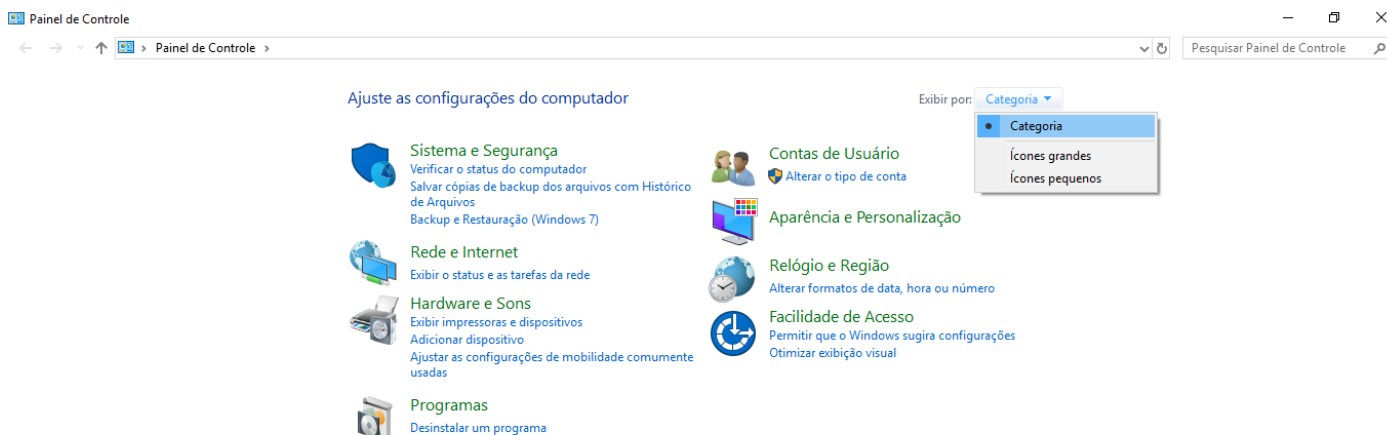 Painel de Controle
Painel de Controle
Pesquisar Painel de Controle
Ajuste as configurações do computador
Exibir por: Categoria
Categoria
Ícones grandes
Ícones pequenos
Sistema e Segurança
Verificar o status do computador
Salvar cópias de backup dos arquivos com Histórico
de Arquivos
Backup e Restauração (Windows 7)
Rede e Internet
Exibir o status e as tarefas da rede
Hardware e Sons
Exibir impressoras e dispositivos
Adicionar dispositivo
Ajustar as configurações de mobilidade comumente
usadas
Programas
Desinstalar um programa
Contas de Usuário
Alterar o tipo de conta
Aparência e Personalização
Relógio e Região
Alterar formatos de data, hora ou número
Facilidade de Acesso
Permitir que o Windows sugira configurações
Otimizar exibição visual